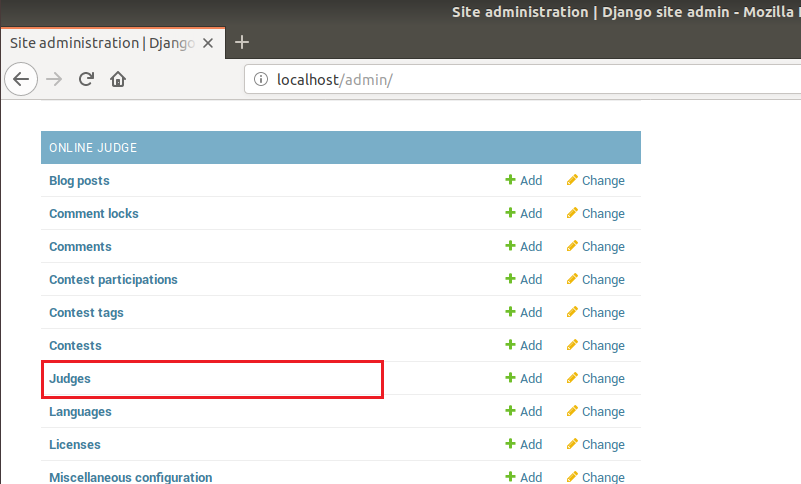 Site administration | Django site admin - Mozilla
Site administration | Django
localhost/admin/
ONLINE JUDGE
Blog posts Add Change
Comment locks Add Change
Comments Add Change
Contest participations Add Change
Contest tags Add Change
Contests Add Change
Judges Add Change
Languages Add Change
Licenses Add Change
Miscellaneous configuration Add Change